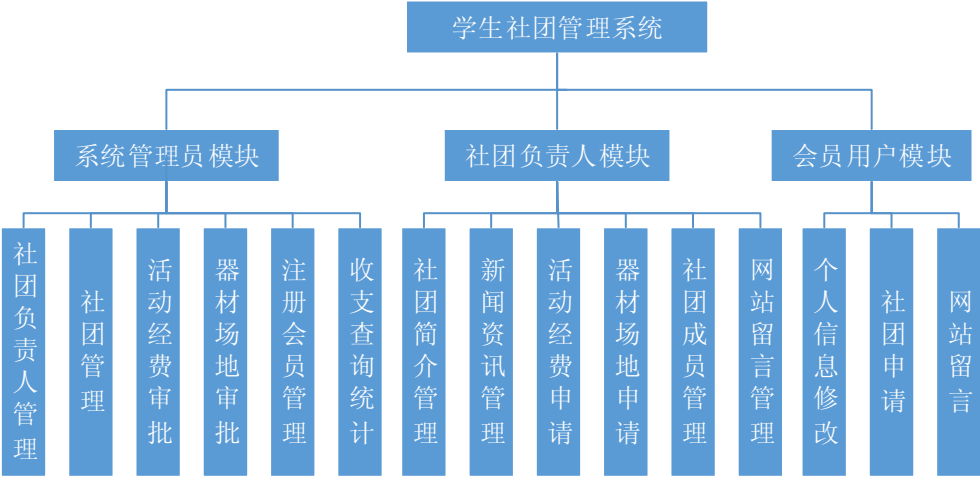 学生社团管理系统
系统管理员模块
社团负责人模块
会员用户模块
社团负责人管理
社团管理
活动经费审批
器材场地审批
注册会员管理
收支查询统计
社团简介管理
新闻资讯管理
活动经费申请
器材场地申请
社团成员管理
网站留言管理
个人信息修改
社团申请
网站留言